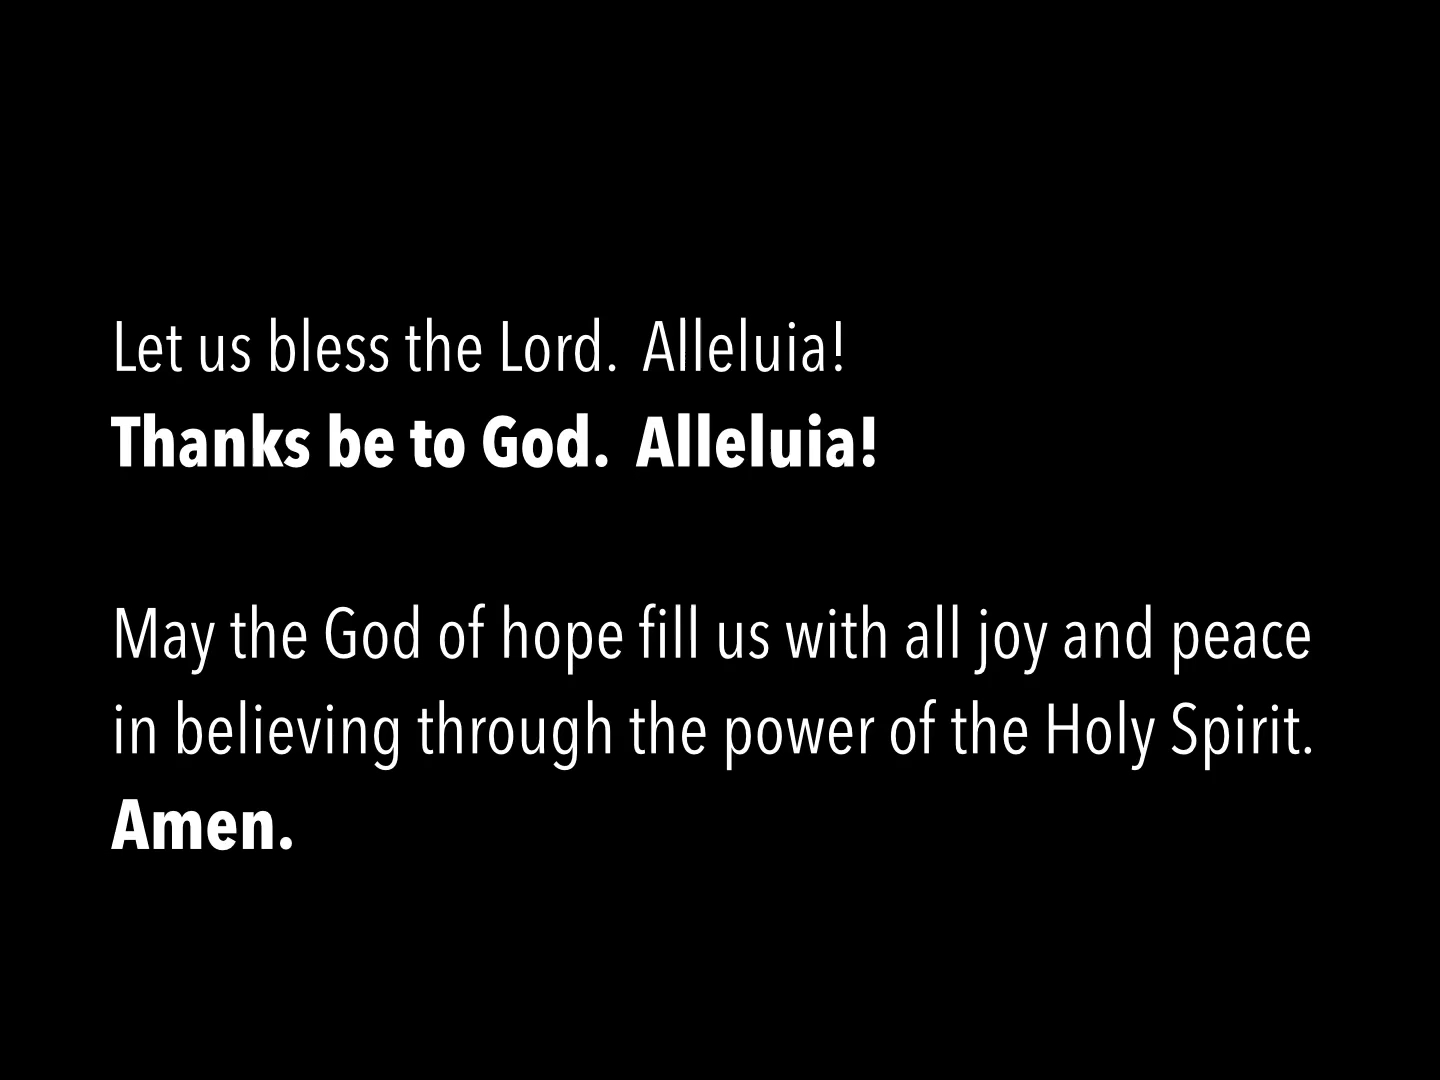 Let us bless the Lord.  Alleluia!
Thanks be to God.  Alleluia!
May the God of hope fill us with all joy and peace
in believing through the power of the Holy Spirit.
Amen.